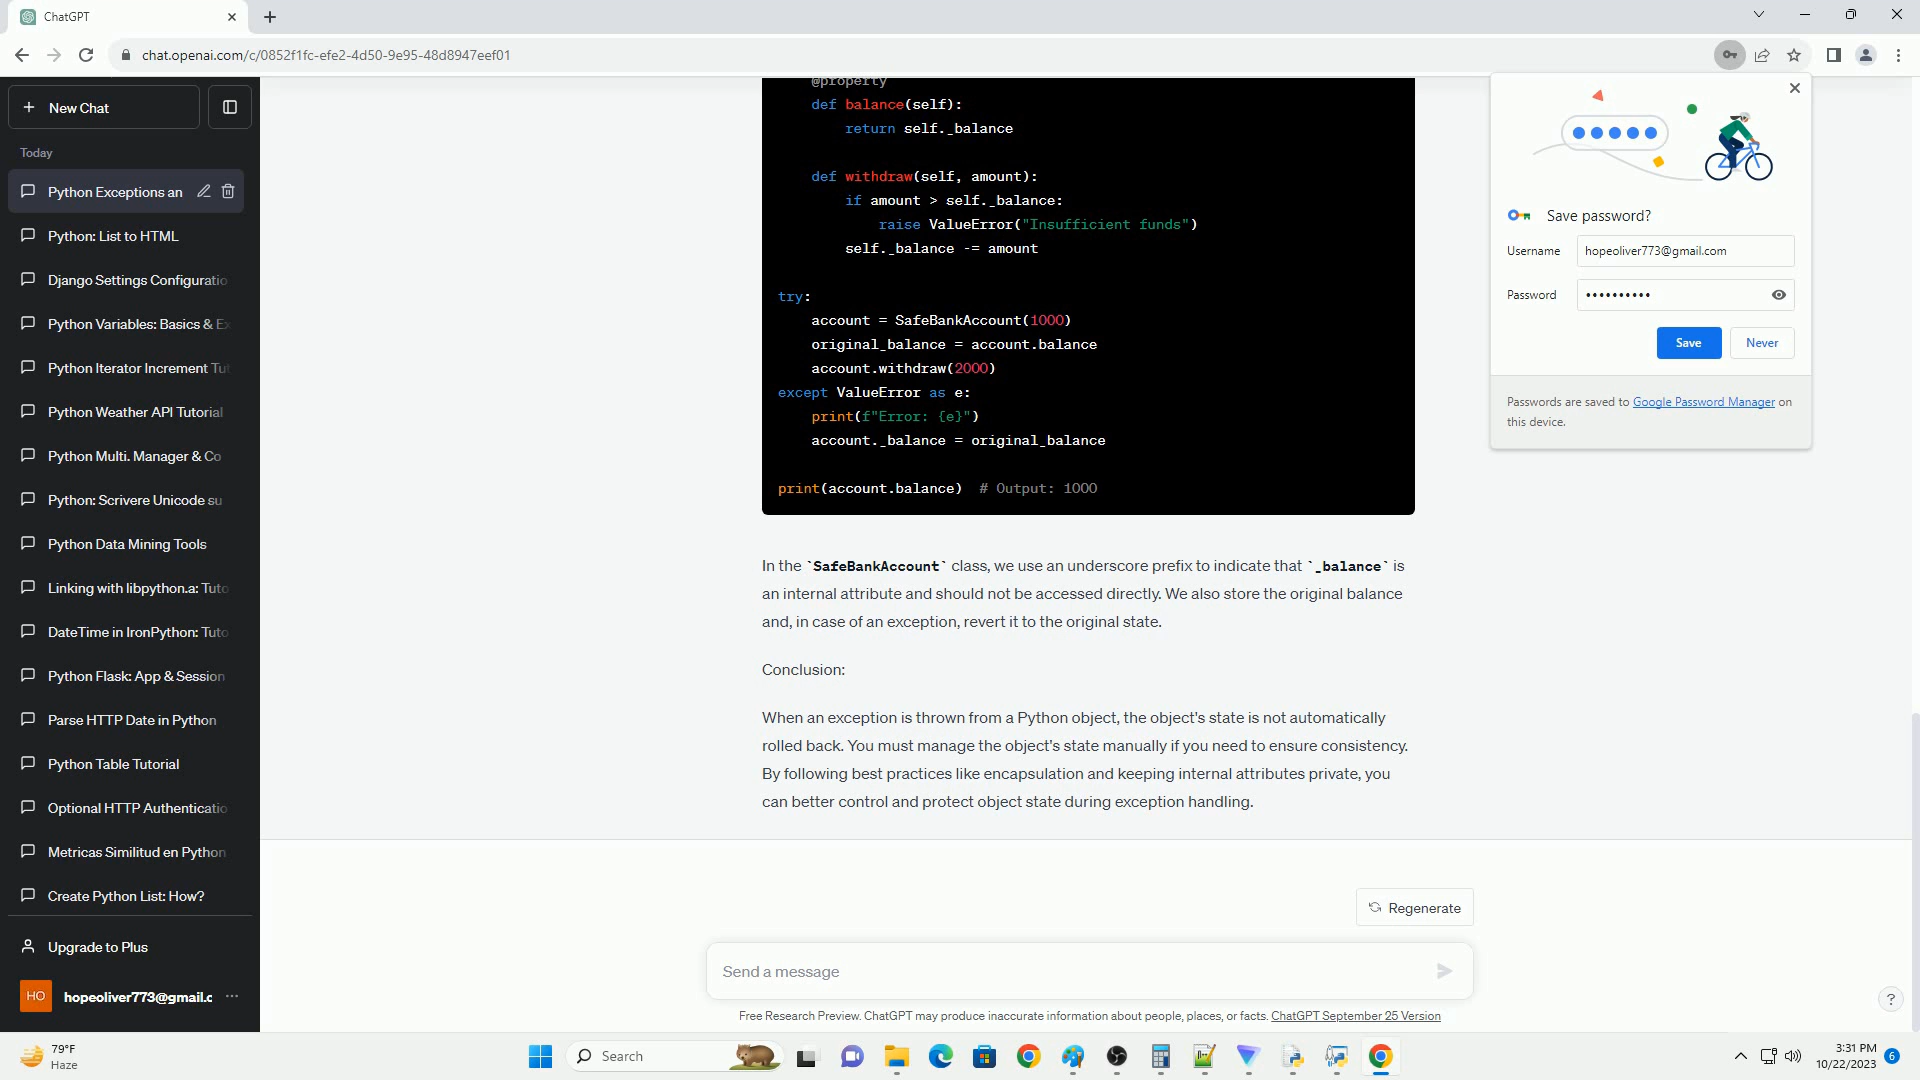 ChatGPT
chat.openai.com/c/0852f1fc-efe2-4d50-9e95-48d8947eef01
New Chat
Today
Python Exceptions an
Python: List to HTML
Django Settings Configuratio
Python Variables: Basics & Ex
Python Iterator Increment Tut
Python Weather API Tutorial
Python Multi. Manager & Co
Python: Scrivere Unicode su
Python Data Mining Tools
Linking with libpython.a: Tuto
DateTime in IronPython: Tuto
Python Flask: App & Session
Parse HTTP Date in Python
Python Table Tutorial
Optional HTTP Authenticatio
Metricas Similitud en Python
Create Python List: How?
Upgrade to Plus
HO
hopeoliver773@gmail.c
@property
def balance(self):
return self._balance
def withdraw(self, amount):
if amount > self._balance:
raise ValueError("Insufficient funds")
self._balance -= amount
try:
account = SafeBankAccount(1000)
original_balance = account.balance
account.withdraw(2000)
except ValueError as e:
print(f"Error: {e}")
account._balance = original_balance
print(account.balance)  # Output: 1000
In the `SafeBankAccount` class, we use an underscore prefix to indicate that `_balance` is
an internal attribute and should not be accessed directly. We also store the original balance
and, in case of an exception, revert it to the original state.
Conclusion:
When an exception is thrown from a Python object, the object's state is not automatically
rolled back. You must manage the object's state manually if you need to ensure consistency.
By following best practices like encapsulation and keeping internal attributes private, you
can better control and protect object state during exception handling.
Regenerate
Send a message
Free Research Preview. ChatGPT may produce inaccurate information about people, places, or facts. ChatGPT September 25 Version
?
Save password?
Username
hopeoliver773@gmail.com
Password
••••••••••
Save
Never
Passwords are saved to Google Password Manager on
this device.
79°F
Haze
Search
3:31 PM
10/22/2023
6